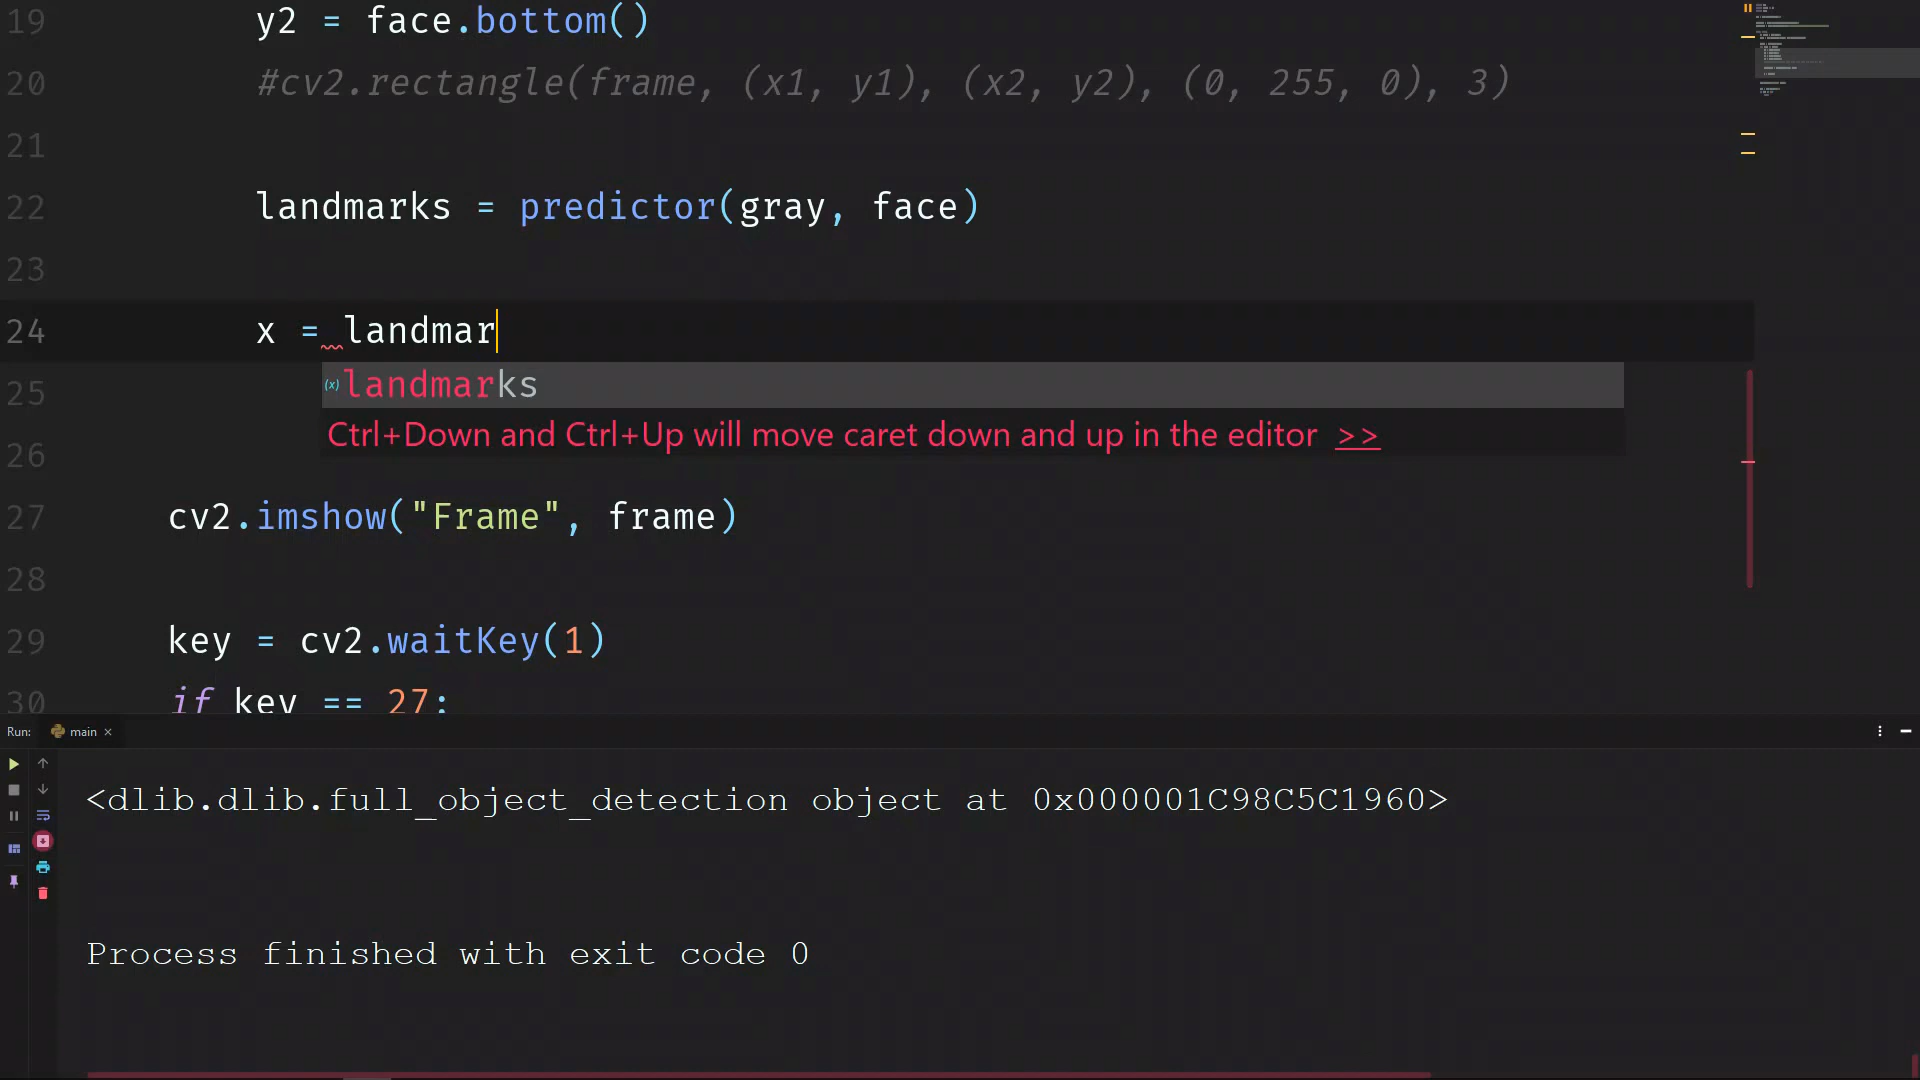 19 y2 = face.bottom()
20 #cv2.rectangle(frame, (x1, y1), (x2, y2), (0, 255, 0), 3)
21
22 landmarks = predictor(gray, face)
23
24 x = landmar
(x) landmarks
25
Ctrl+Down and Ctrl+Up will move caret down and up in the editor >>
26
27 cv2.imshow("Frame", frame)
28
29 key = cv2.waitKey(1)
30 if key == 27:
Run: main ×
<dlib.dlib.full_object_detection object at 0x000001C98C5C1960>
Process finished with exit code 0